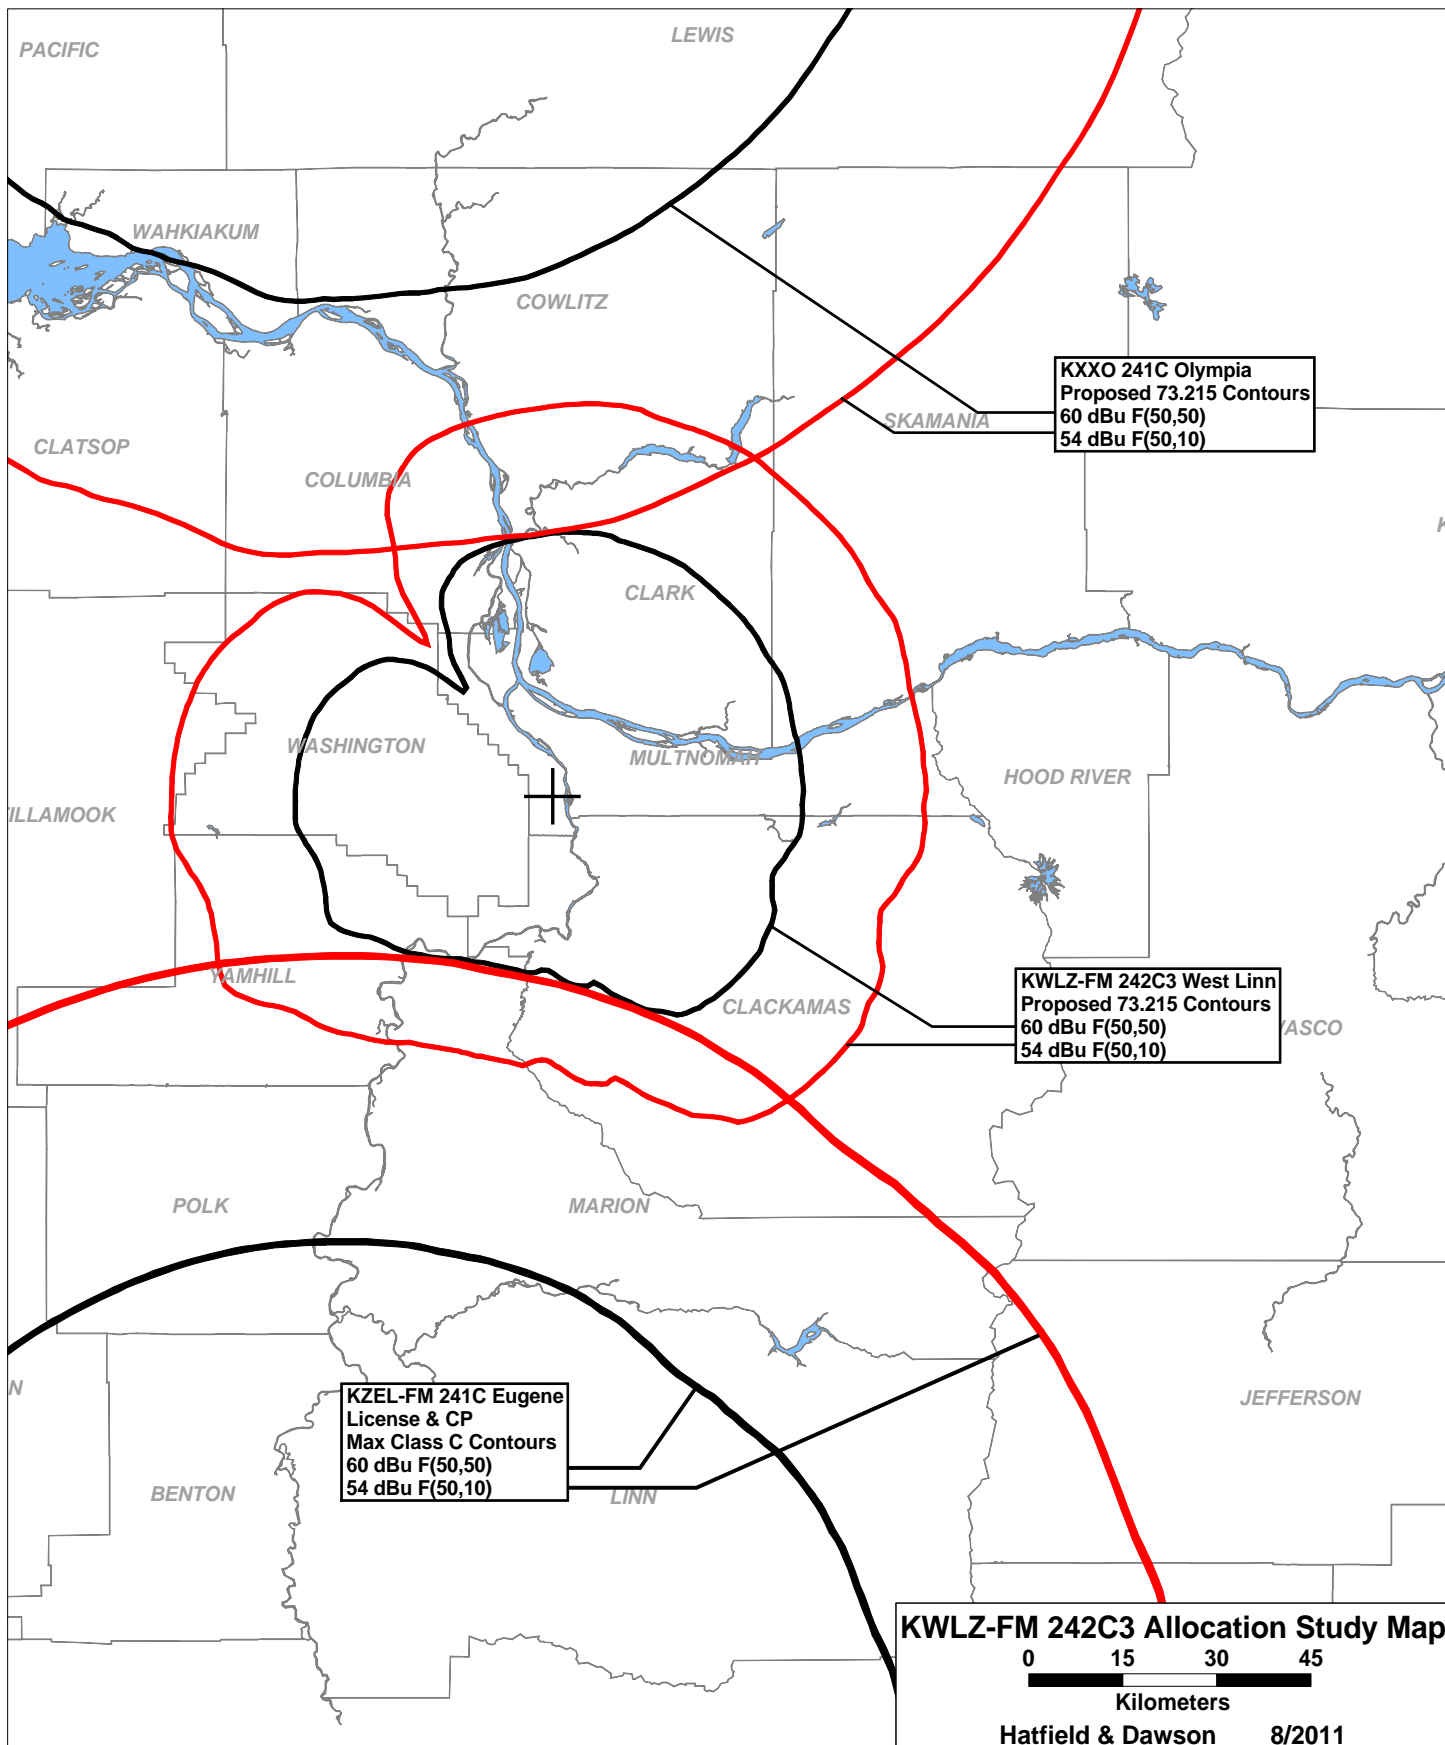 PACIFIC
LEWIS
WAHKIAKUM
COWLITZ
KXXO 241C Olympia
Proposed 73.215 Contours
60 dBu F(50,50)
54 dBu F(50,10)
SKAMANIA
CLATSOP
COLUMBIA
K
CLARK
WASHINGTON
MULTNOMAH
HOOD RIVER
TILLAMOOK
YAMHILL
CLACKAMAS
KWLZ-FM 242C3 West Linn
Proposed 73.215 Contours
60 dBu F(50,50)
54 dBu F(50,10)
WASCO
POLK
MARION
N
KZEL-FM 241C Eugene
License & CP
Max Class C Contours
60 dBu F(50,50)
54 dBu F(50,10)
JEFFERSON
BENTON
LINN
KWLZ-FM 242C3 Allocation Study Map
0 15 30 45
Kilometers
Hatfield & Dawson 8/2011